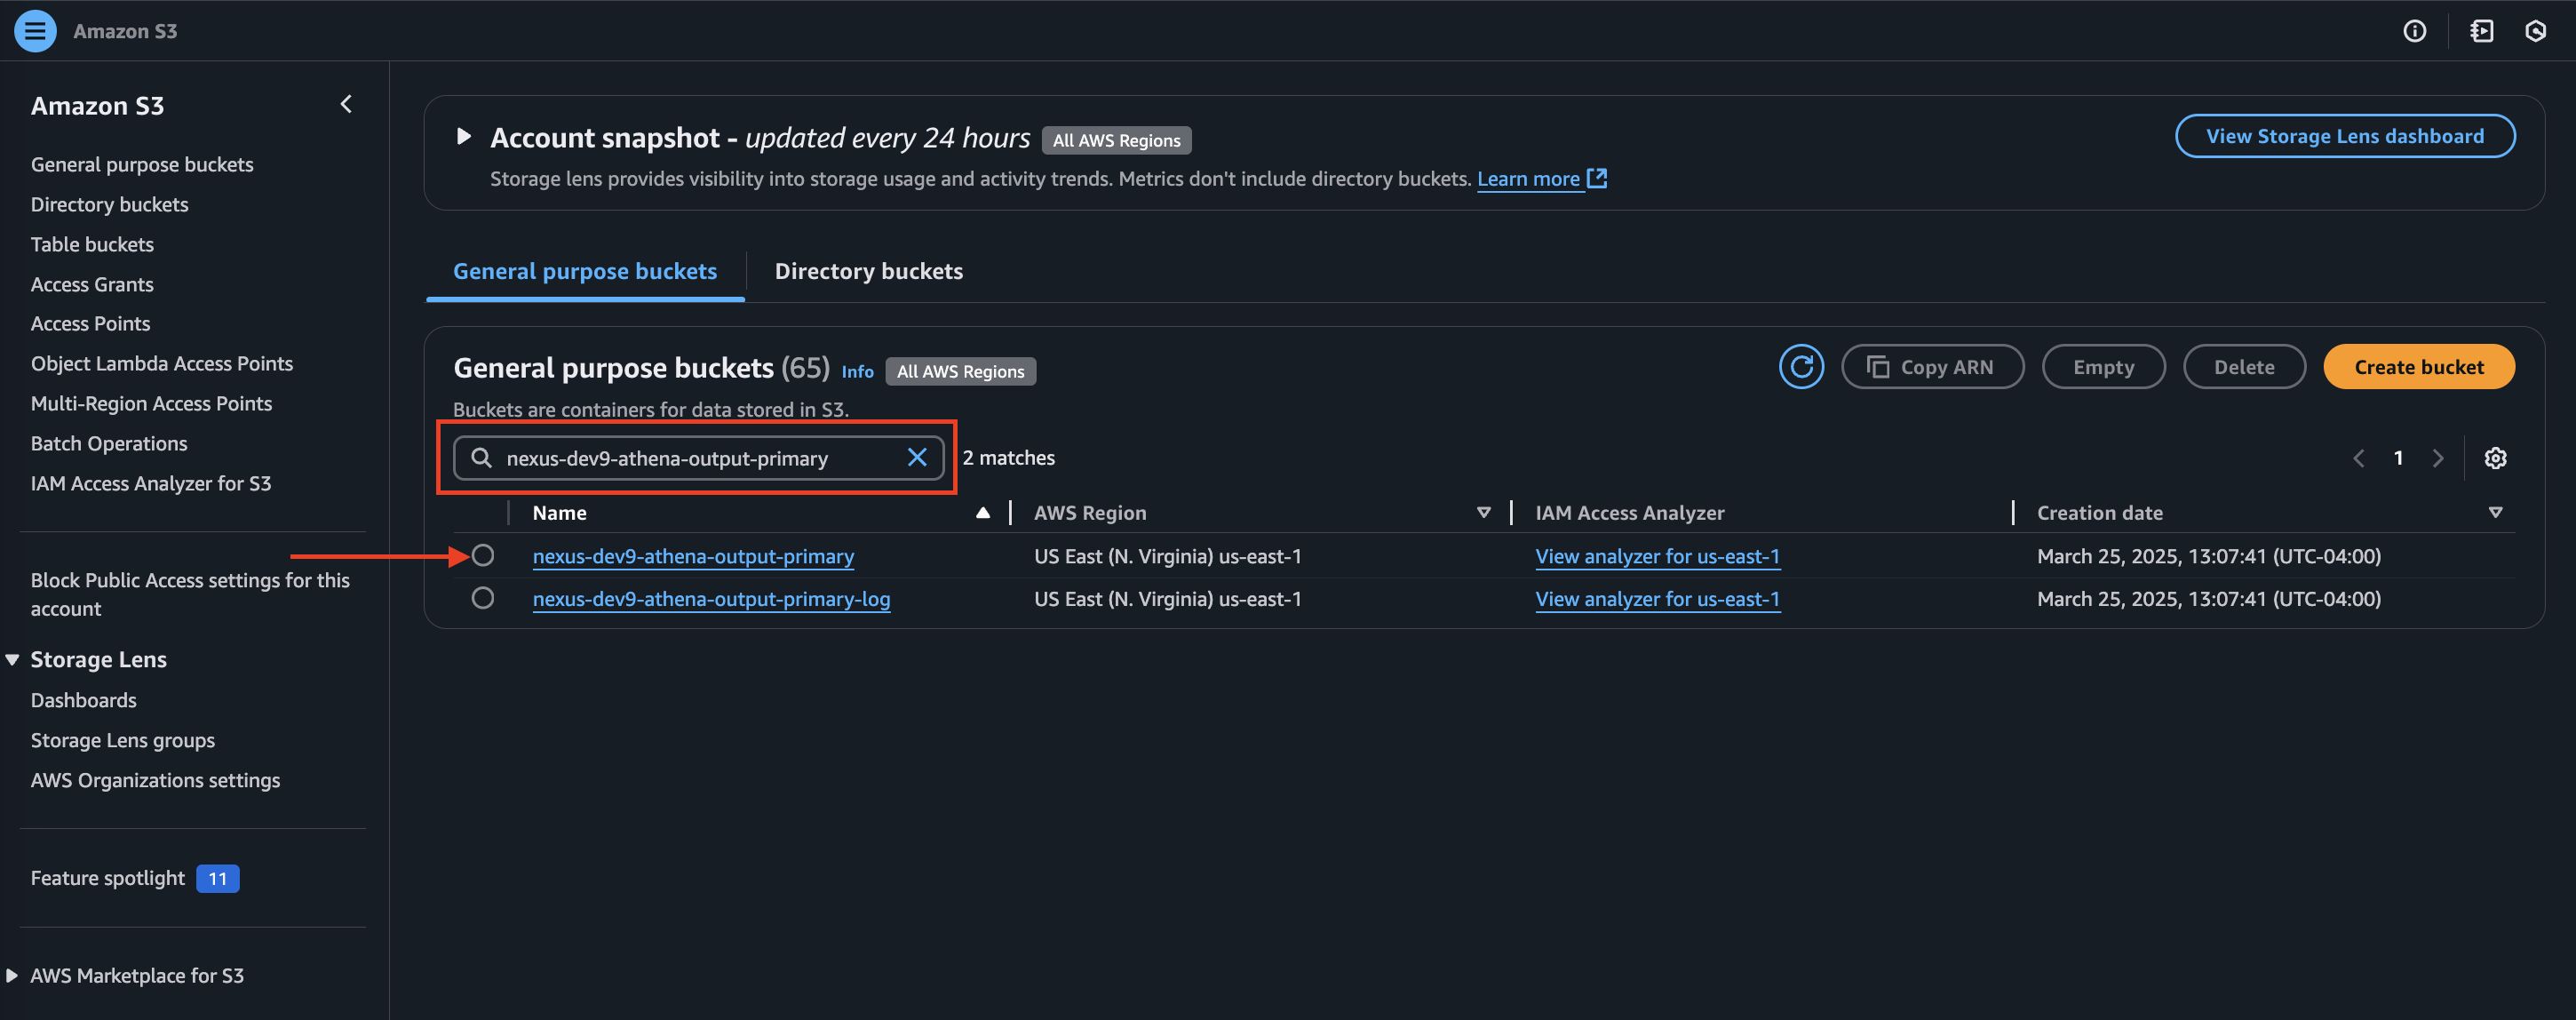 Amazon S3
Amazon S3
General purpose buckets
Directory buckets
Table buckets
Access Grants
Access Points
Object Lambda Access Points
Multi-Region Access Points
Batch Operations
IAM Access Analyzer for S3
Block Public Access settings for this
account
Storage Lens
Dashboards
Storage Lens groups
AWS Organizations settings
Feature spotlight 11
AWS Marketplace for S3
Account snapshot - updated every 24 hours All AWS Regions
View Storage Lens dashboard
Storage lens provides visibility into storage usage and activity trends. Metrics don't include directory buckets. Learn more
General purpose buckets Directory buckets
General purpose buckets (65) Info All AWS Regions
Copy ARN Empty Delete Create bucket
Buckets are containers for data stored in S3.
nexus-dev9-athena-output-primary 2 matches 1
Name AWS Region IAM Access Analyzer Creation date
nexus-dev9-athena-output-primary US East (N. Virginia) us-east-1 View analyzer for us-east-1 March 25, 2025, 13:07:41 (UTC-04:00)
nexus-dev9-athena-output-primary-log US East (N. Virginia) us-east-1 View analyzer for us-east-1 March 25, 2025, 13:07:41 (UTC-04:00)